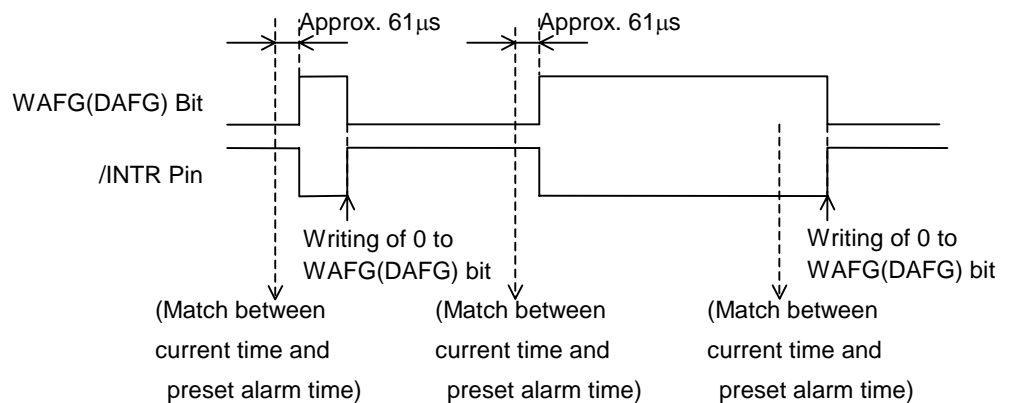 Approx. 61μs
Approx. 61μs
WAFG(DAFG) Bit
/INTR Pin
Writing of 0 to
WAFG(DAFG) bit
Writing of 0 to
WAFG(DAFG) bit
(Match between
current time and
preset alarm time)
(Match between
current time and
preset alarm time)
(Match between
current time and
preset alarm time)